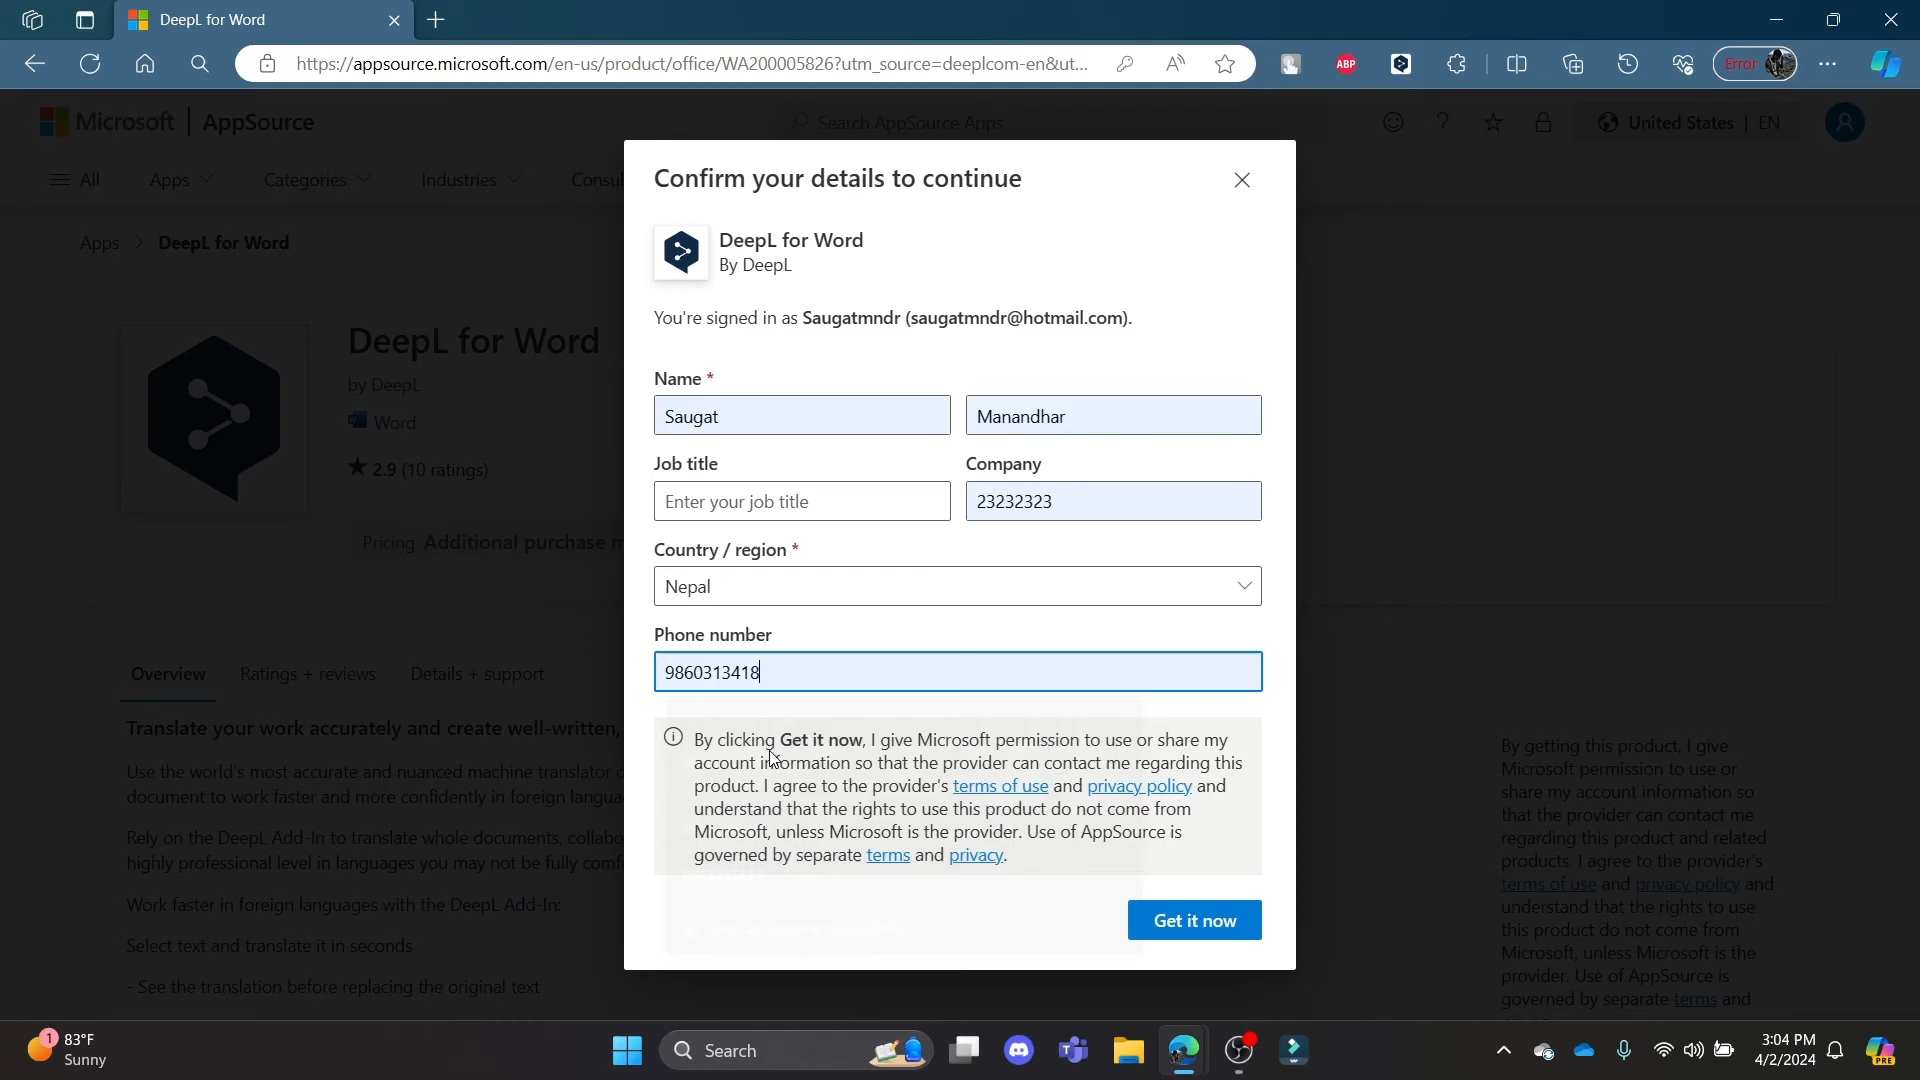 DeepL for Word
https://appsource.microsoft.com/en-us/product/office/WA200005826?utm_source=deeplcom-en&ut...
ABP
Error
Microsoft | AppSource
Search AppSource Apps
United States | EN
All
Apps
Categories
Industries
Consul
Apps > DeepL for Word
DeepL for Word
by DeepL
Word
2.9 (10 ratings)
Pricing Additional purchase m
Overview
Ratings + reviews
Details + support
Translate your work accurately and create well-written,
Use the world's most accurate and nuanced machine translator d
document to work faster and more confidently in foreign langua
Rely on the DeepL Add-In to translate whole documents, collabo
highly professional level in languages you may not be fully comf
Work faster in foreign languages with the DeepL Add-In:
Select text and translate it in seconds
- See the translation before replacing the original text
Confirm your details to continue
DeepL for Word
By DeepL
You're signed in as Saugatmndr (saugatmndr@hotmail.com).
Name *
Saugat
Manandhar
Job title
Company
Enter your job title
23232323
Country / region *
Nepal
Phone number
9860313418
By clicking Get it now, I give Microsoft permission to use or share my
account information so that the provider can contact me regarding this
product. I agree to the provider's terms of use and privacy policy and
understand that the rights to use this product do not come from
Microsoft, unless Microsoft is the provider. Use of AppSource is
governed by separate terms and privacy.
Get it now
By getting this product, I give
Microsoft permission to use or
share my account information so
that the provider can contact me
regarding this product and related
products. I agree to the provider's
terms of use and privacy policy and
understand that the rights to use
this product do not come from
Microsoft, unless Microsoft is the
provider. Use of AppSource is
governed by separate terms and
1
83°F
Sunny
Search
3:04 PM
4/2/2024
PRE